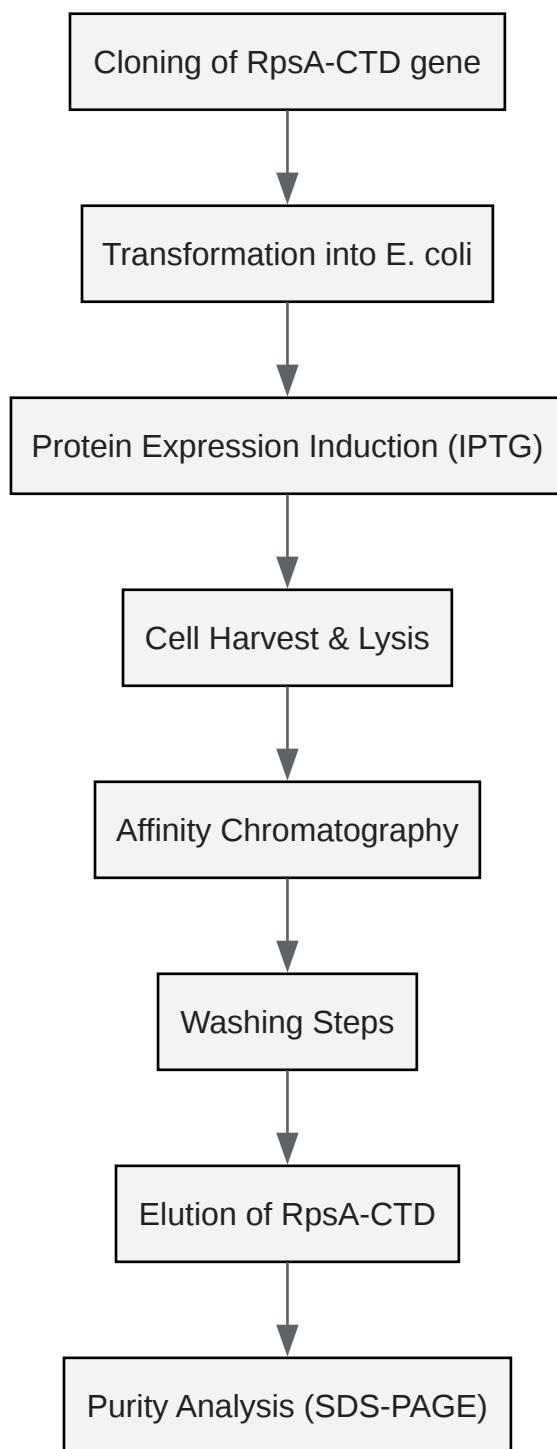 Cloning of RpsA-CTD gene
Transformation into E. coli
Protein Expression Induction (IPTG)
Cell Harvest & Lysis
Affinity Chromatography
Washing Steps
Elution of RpsA-CTD
Purity Analysis (SDS-PAGE)